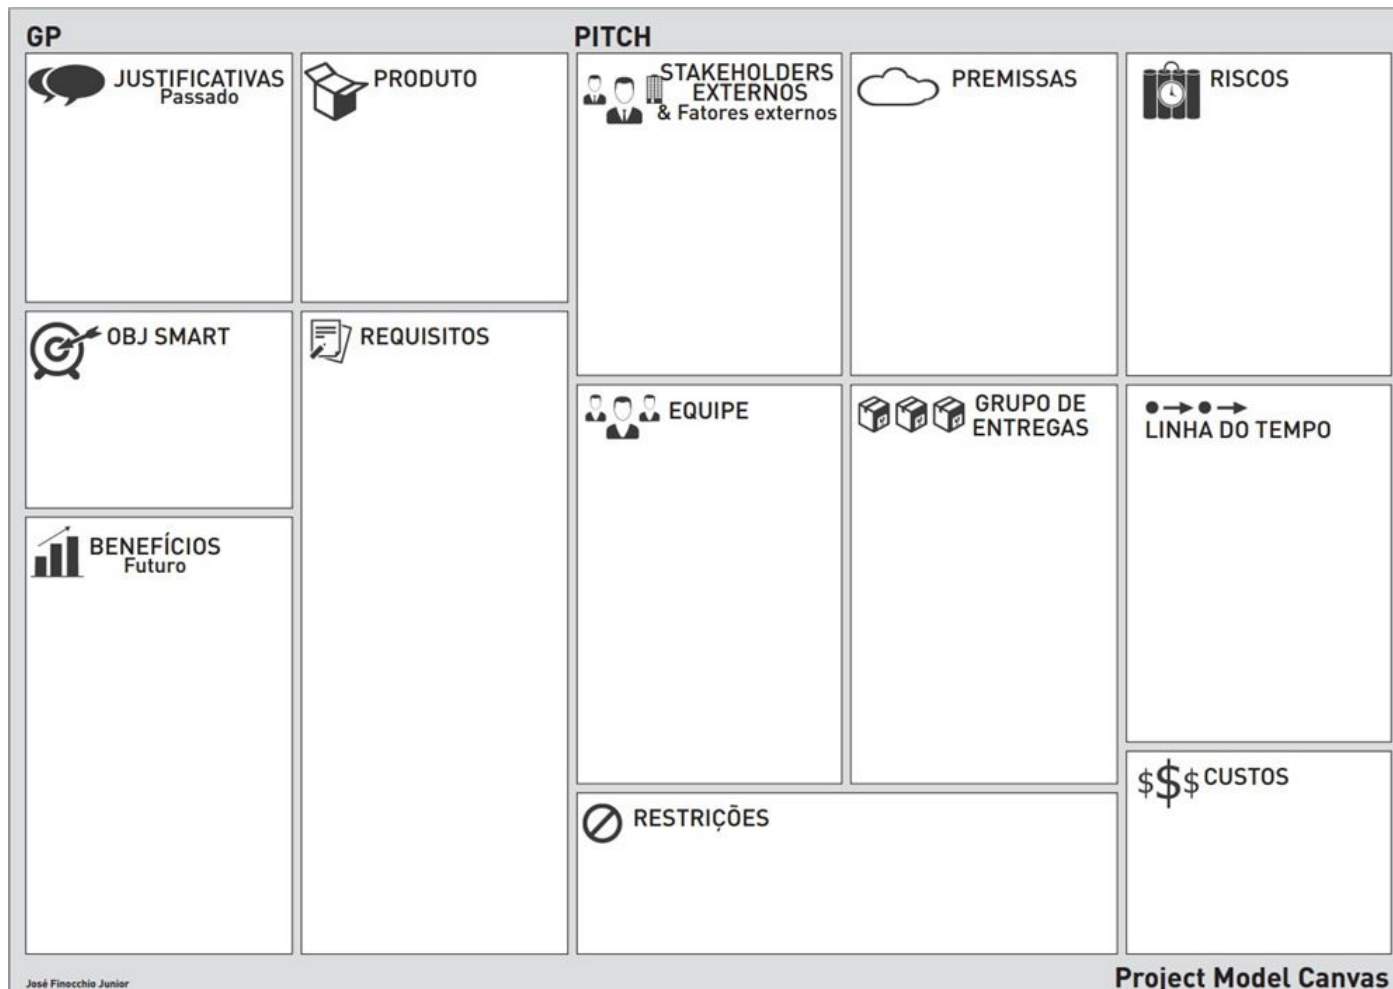 GP
PITCH
JUSTIFICATIVAS
Passado
PRODUTO
STAKEHOLDERS
EXTERNOS
& Fatores externos
PREMISSAS
RISCOS
OBJ SMART
REQUISITOS
EQUIPE
GRUPO DE
ENTREGAS
LINHA DO TEMPO
BENEFÍCIOS
Futuro
RESTRIÇÕES
$$$ CUSTOS
José Finocchio Junior
Project Model Canvas